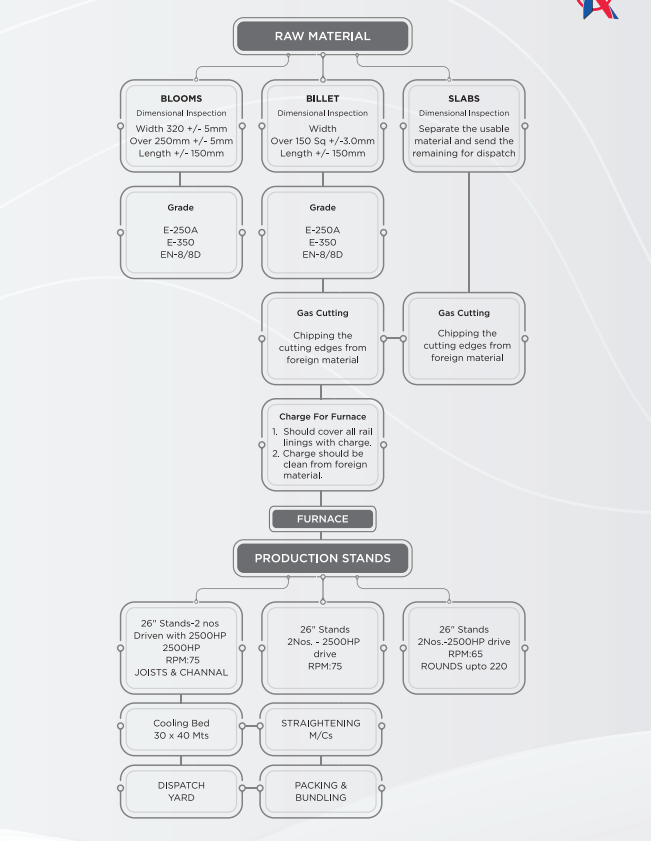 RAW MATERIAL
BLOOMS
Dimensional Inspection
Width 320 +/- 5mm
Over 250mm +/- 5mm
Length +/- 150mm
BILLET
Dimensional Inspection
Width
Over 150 Sq +/-3.0mm
Length +/- 150mm
SLABS
Dimensional Inspection
Separate the usable
material and send the
remaining for dispatch
Grade
E-250A
E-350
EN-8/8D
Grade
E-250A
E-350
EN-8/8D
Gas Cutting
Chipping the
cutting edges from
foreign material
Gas Cutting
Chipping the
cutting edges from
foreign material
Charge For Furnace
1. Should cover all rail
linings with charge.
2. Charge should be
clean from foreign
material.
FURNACE
PRODUCTION STANDS
26" Stands-2 nos
Driven with 2500HP
2500HP
RPM:75
JOISTS & CHANNAL
26" Stands
2Nos. - 2500HP
drive
RPM:75
26" Stands
2Nos.-2500HP drive
RPM:65
ROUNDS upto 220
Cooling Bed
30 x 40 Mts
STRAIGHTENING
M/Cs
DISPATCH
YARD
PACKING &
BUNDLING